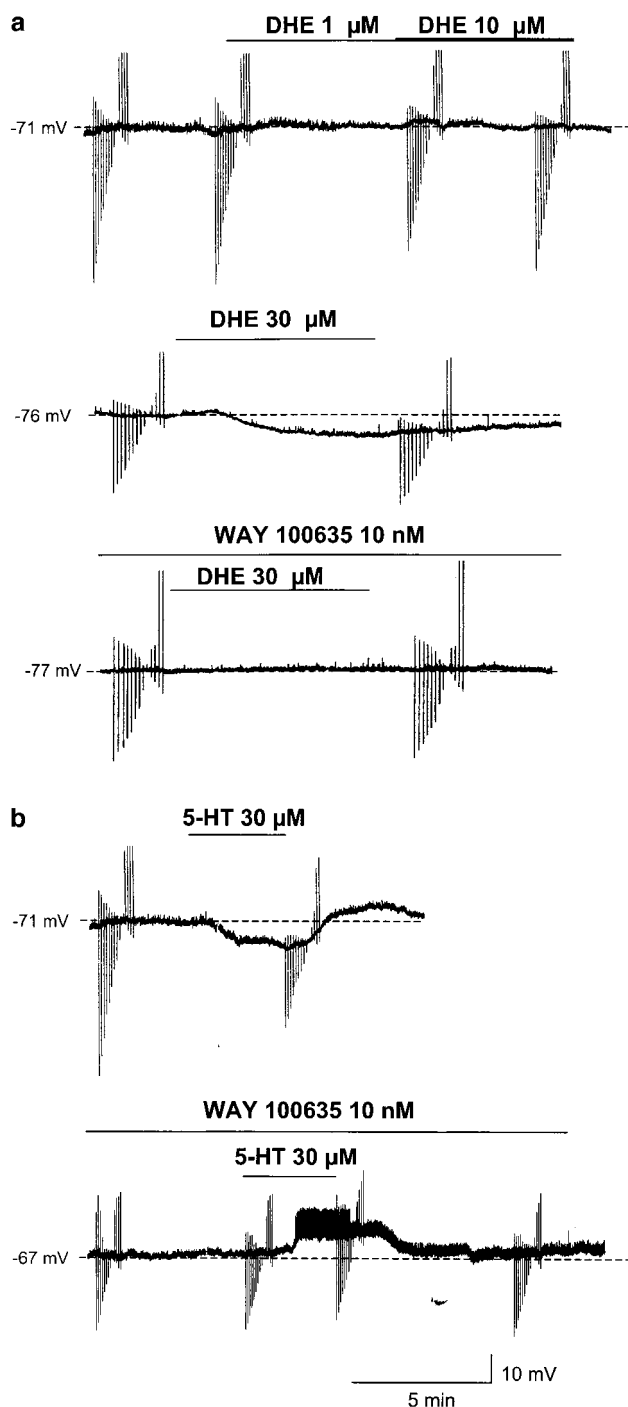 a
DHE 1 µM DHE 10 µM
-71 mV
DHE 30 µM
-76 mV
WAY 100635 10 nM
DHE 30 µM
-77 mV
b
5-HT 30 µM
-71 mV
WAY 100635 10 nM
5-HT 30 µM
-67 mV
10 mV
5 min